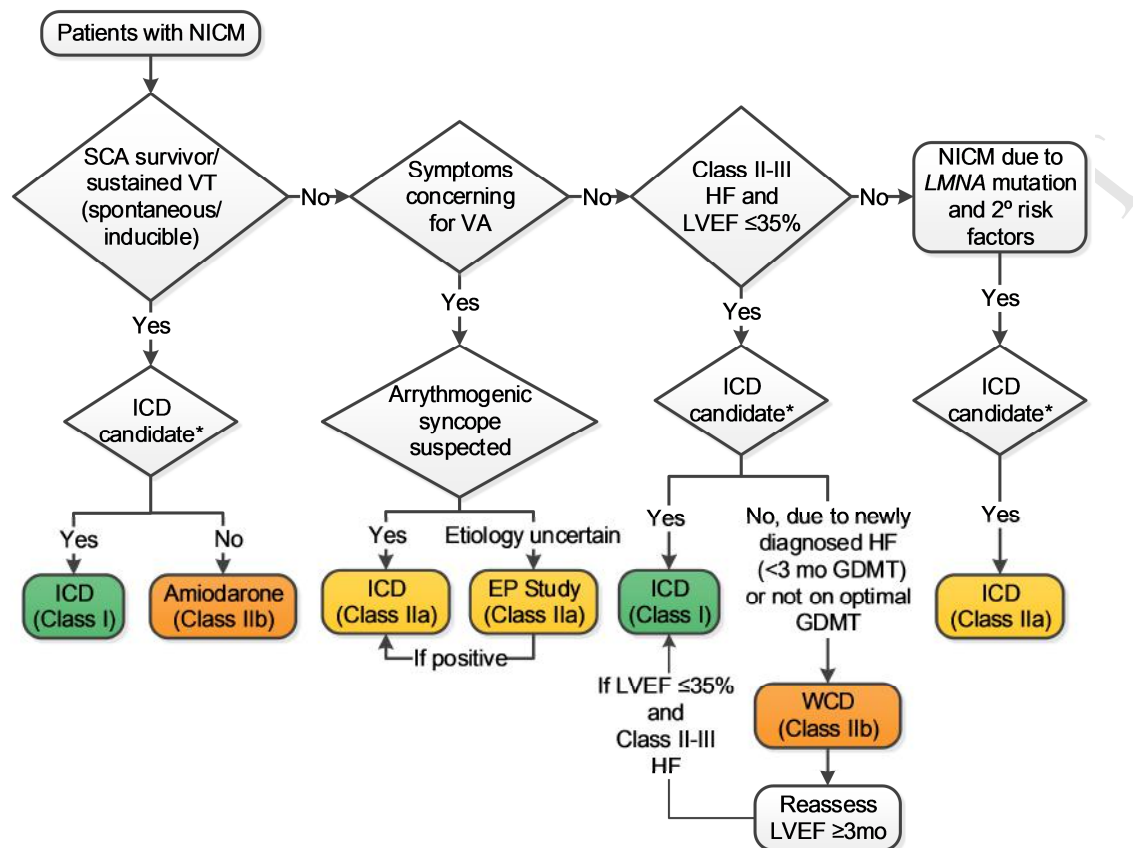 Patients with NICM
SCA survivor/
sustained VT
(spontaneous/
inducible)
No
Symptoms
concerning
for VA
No
Class II-III
HF and
LVEF ≤35%
No
NICM due to
LMNA mutation
and 2º risk
factors
Yes
Yes
Yes
Yes
ICD
candidate*
Arrythmogenic
syncope
suspected
ICD
candidate*
ICD
candidate*
Yes
No
Yes
Etiology uncertain
Yes
No, due to newly
diagnosed HF
(<3 mo GDMT)
or not on optimal
GDMT
Yes
ICD
(Class I)
Amiodarone
(Class IIb)
ICD
(Class IIa)
EP Study
(Class IIa)
If positive
ICD
(Class I)
ICD
(Class IIa)
If LVEF ≤35%
and
Class II-III
HF
WCD
(Class IIb)
Reassess
LVEF ≥3mo